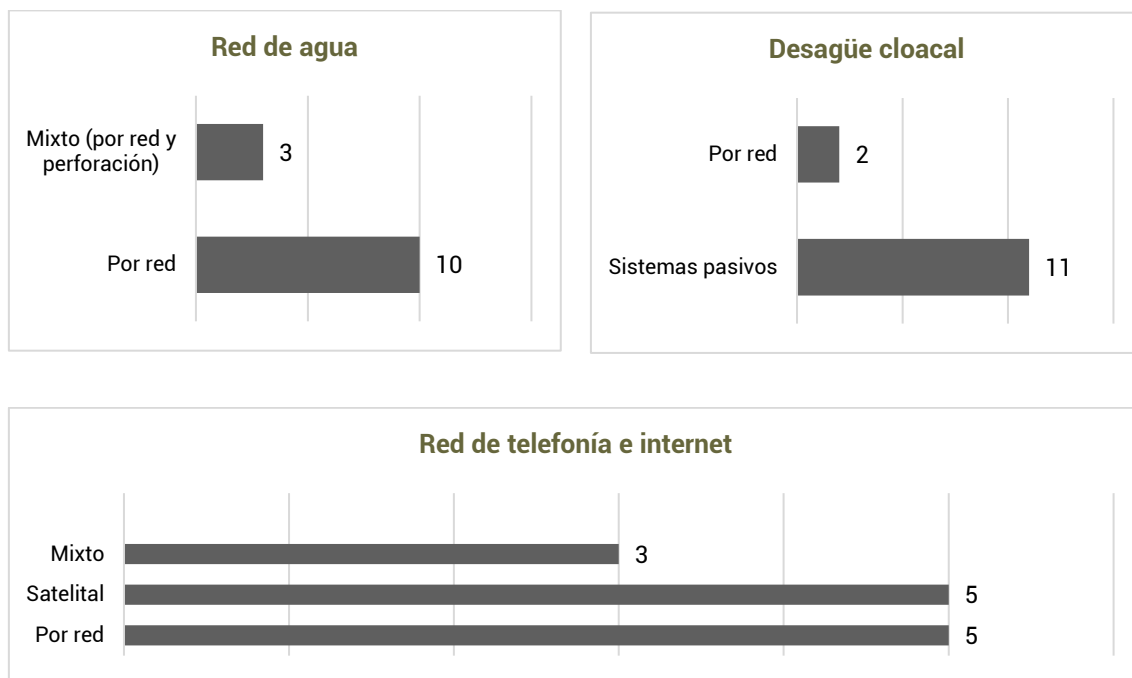 Red de agua
Mixto (por red y
perforación)
3
Por red
10
Desagüe cloacal
Por red
2
Sistemas pasivos
11
Red de telefonía e internet
Mixto
3
Satelital
5
Por red
5